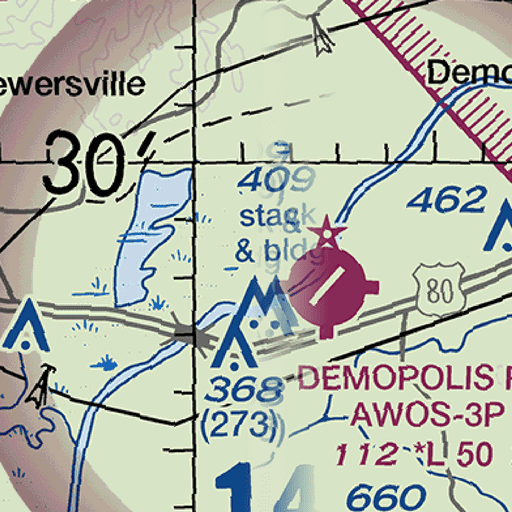 ewersville
Demo
30'
409
462
stack
& bldg
80
368
(273)
DEMOPOLIS
AWOS-3P
112 *L 50
14
660